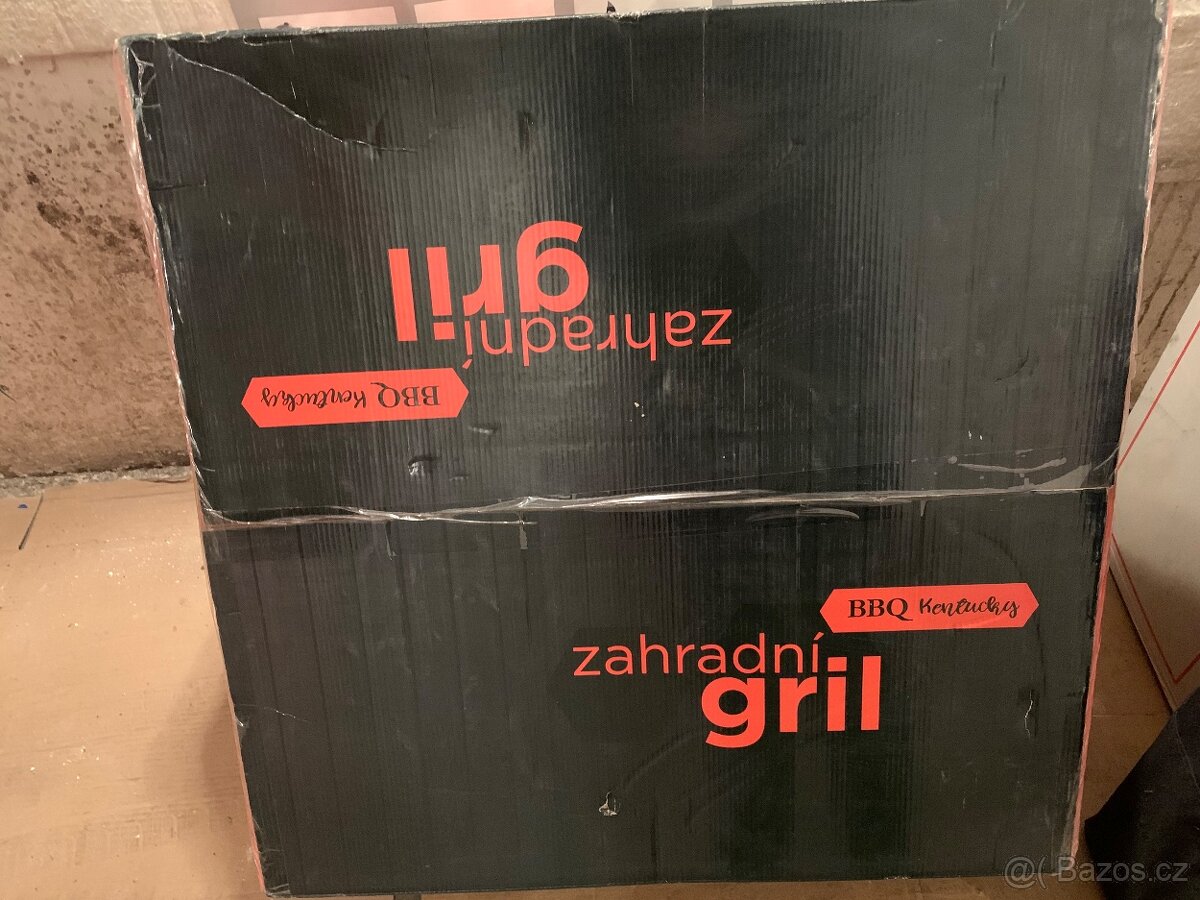 zahradní
gril
BBQ Kentucky
BBQ Kentucky
zahradní
gril
@( Bazos.cz